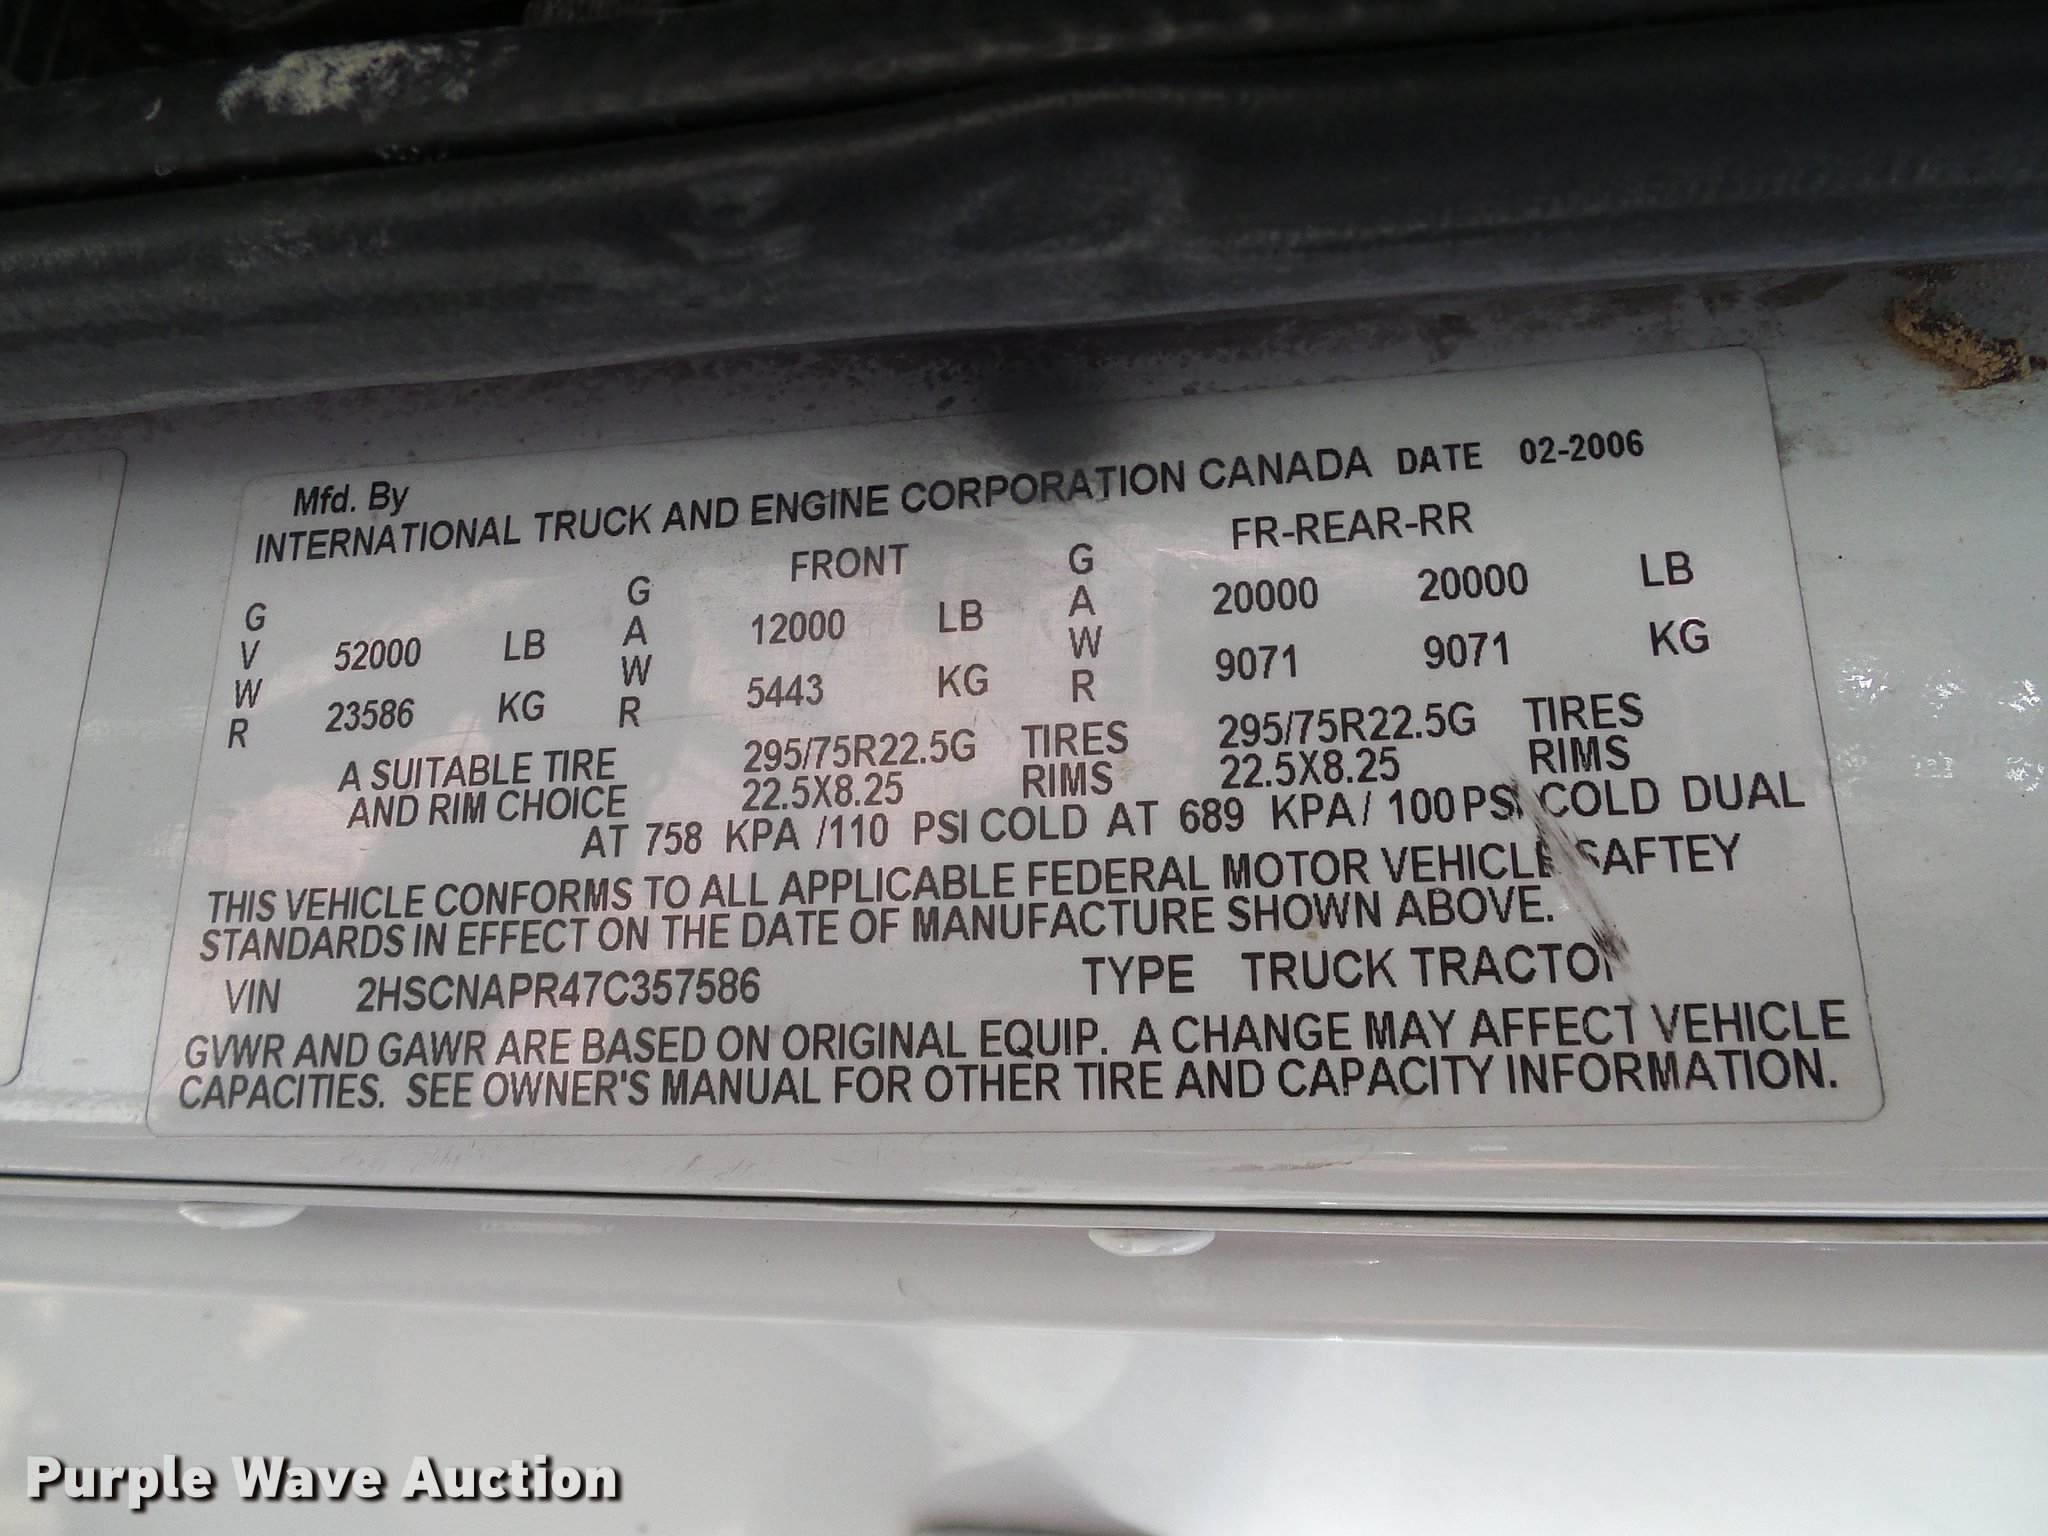 Mfd. By
INTERNATIONAL TRUCK AND ENGINE CORPORATION CANADA DATE 02-2006
FRONT FR-REAR-RR
GVWR 52000 LB GAWR 12000 LB GAWR 20000 20000 LB
23586 KG 5443 KG 9071 9071 KG
A SUITABLE TIRE 295/75R22.5G TIRES 295/75R22.5G TIRES
AND RIM CHOICE 22.5X8.25 RIMS 22.5X8.25 RIMS
AT 758 KPA /110 PSI COLD AT 689 KPA/ 100 PSI COLD DUAL
THIS VEHICLE CONFORMS TO ALL APPLICABLE FEDERAL MOTOR VEHICLE SAFTEY
STANDARDS IN EFFECT ON THE DATE OF MANUFACTURE SHOWN ABOVE.
VIN 2HSCNAPR47C357586 TYPE TRUCK TRACTOR
GVWR AND GAWR ARE BASED ON ORIGINAL EQUIP. A CHANGE MAY AFFECT VEHICLE
CAPACITIES. SEE OWNER'S MANUAL FOR OTHER TIRE AND CAPACITY INFORMATION.
Purple Wave Auction